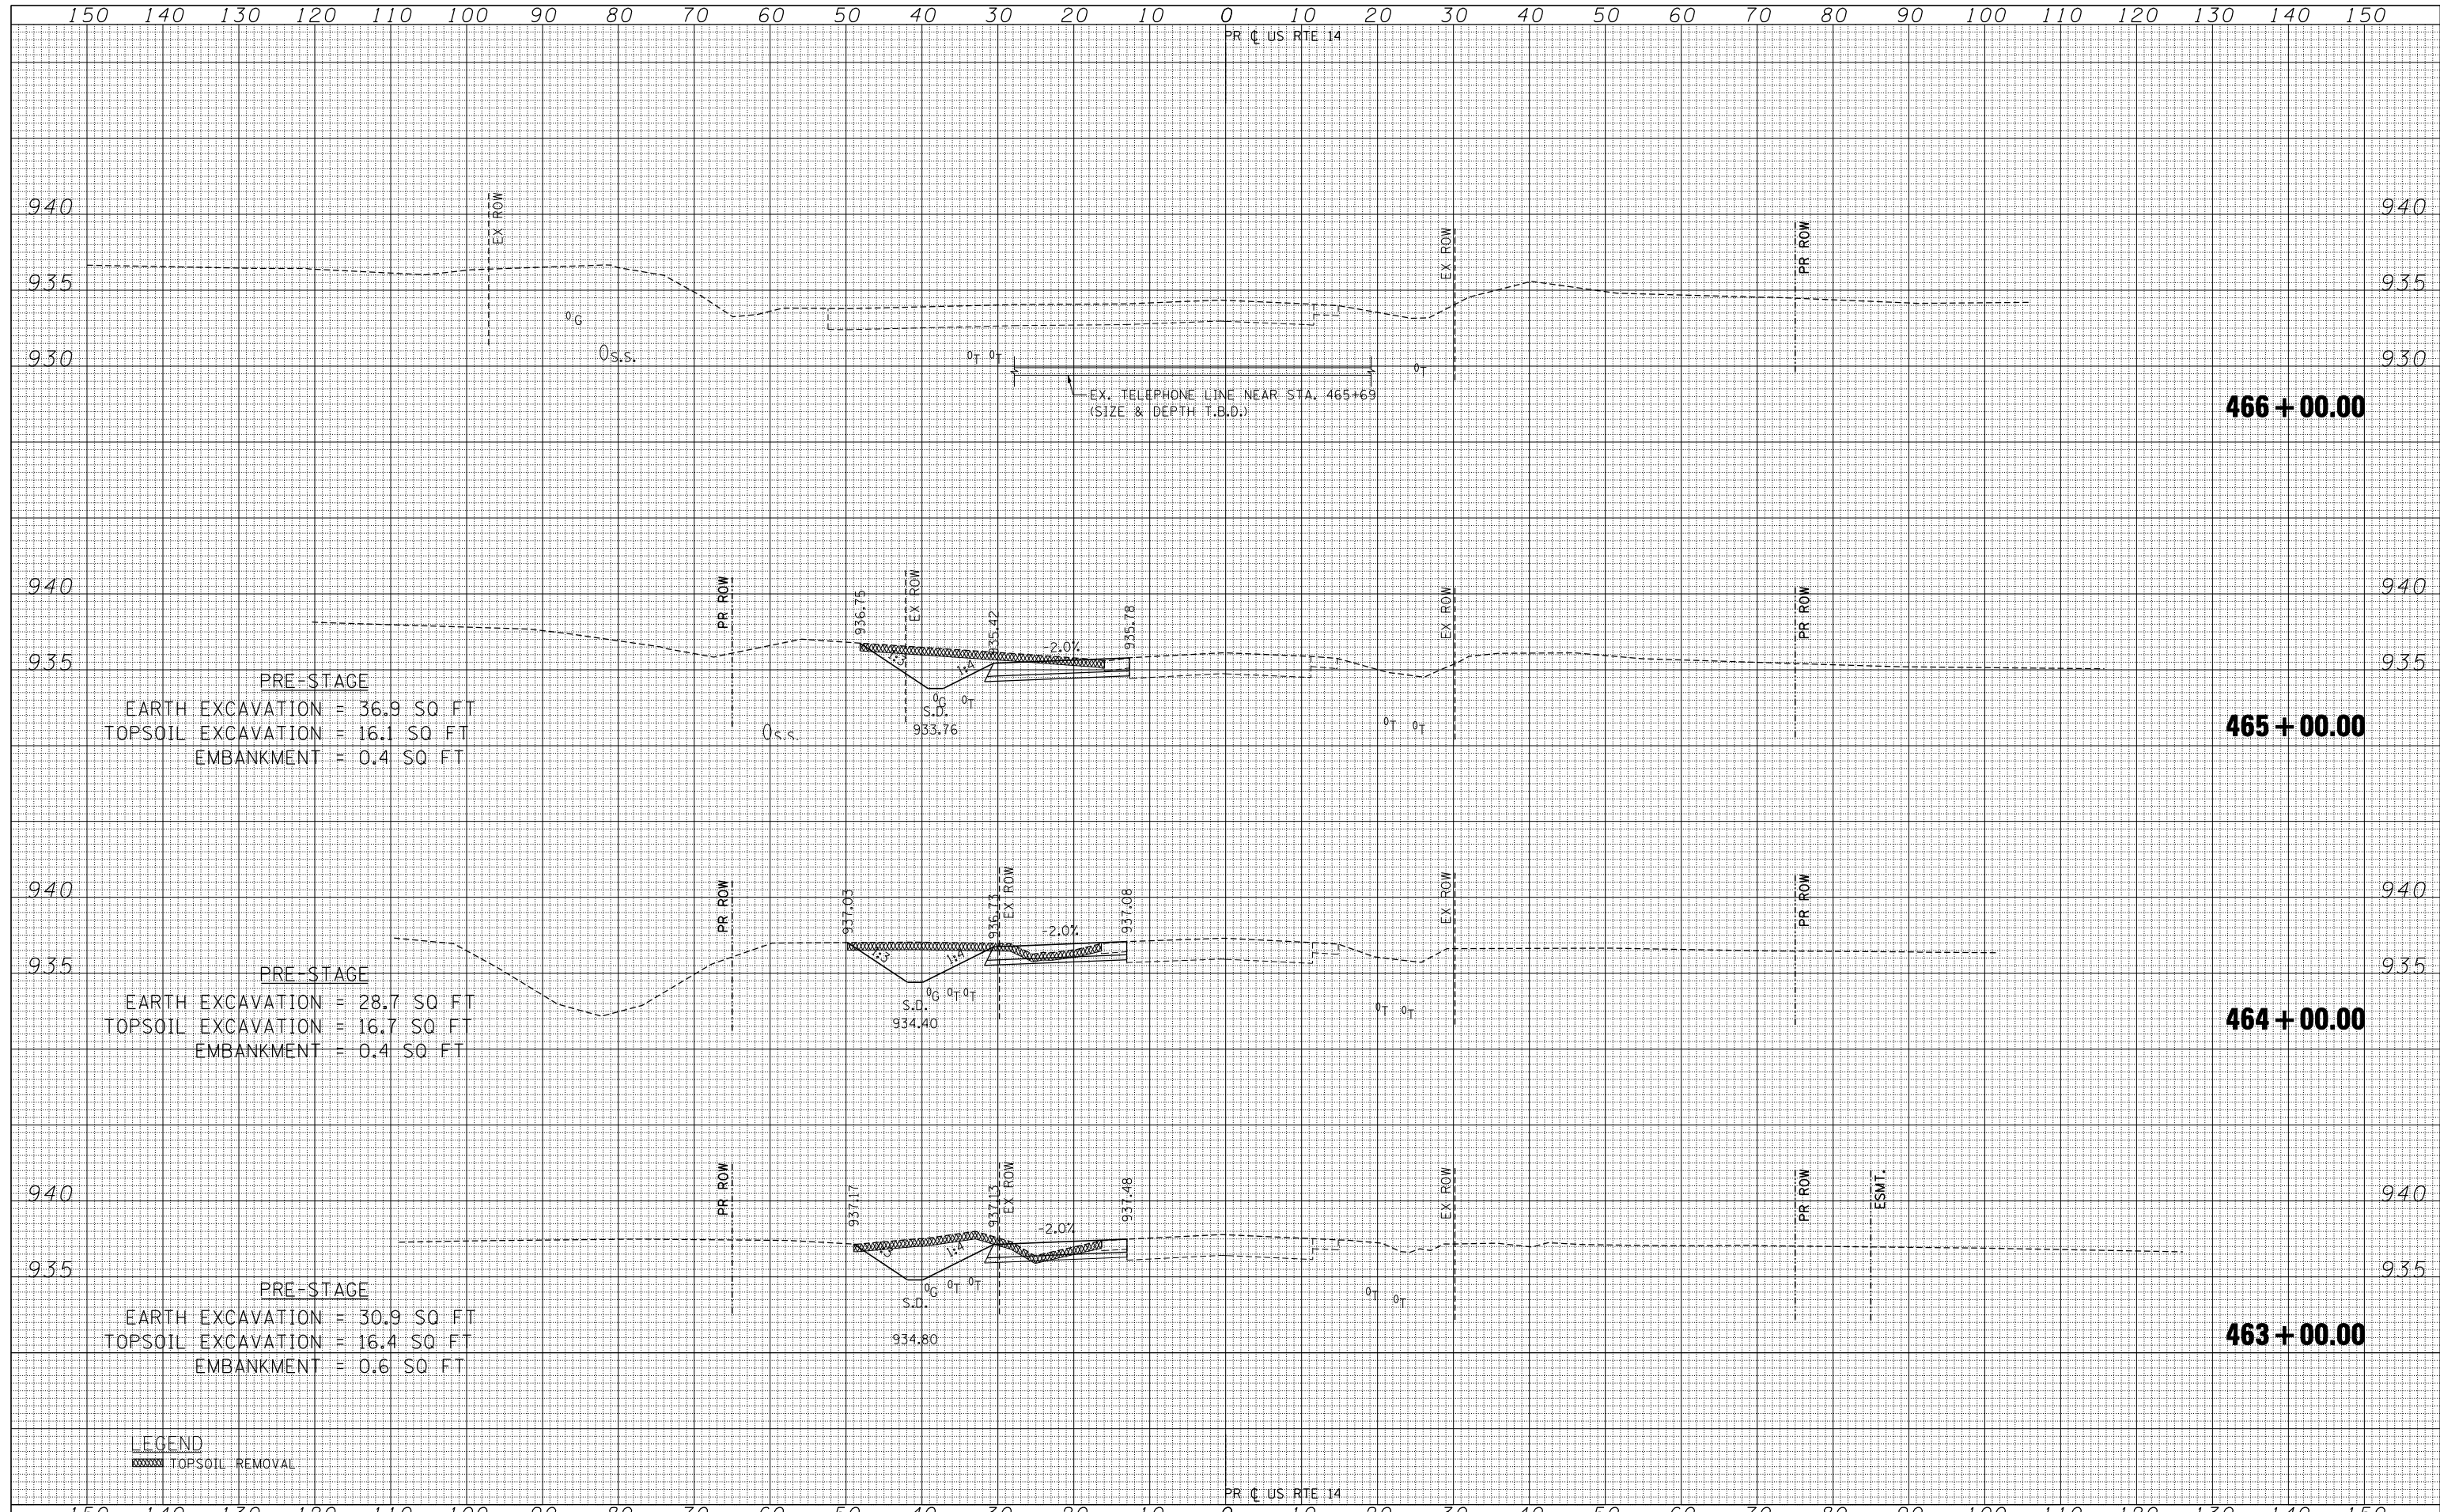 150 140 130 120 110 100 90 80 70 60 50 40 30 20 10 0 10 20 30 40 50 60 70 80 90 100 110 120 130 140 150
PR ℄ US RTE 14
940 EX ROW EX ROW PR ROW 940
935 935
0G
0S.S. 0T 0T 0T
930 930
EX. TELEPHONE LINE NEAR STA. 465+69
(SIZE & DEPTH T.B.D.)
466+00.00
940 PR ROW 936.75 EX ROW 935.42 935.78 EX ROW PR ROW 940
-2.0%
935 1:3 1:4 935
PRE-STAGE
EARTH EXCAVATION = 36.9 SQ FT
TOPSOIL EXCAVATION = 16.1 SQ FT
EMBANKMENT = 0.4 SQ FT
0G 0T
S.D.
933.76
0S.S.
0T 0T
465+00.00
940 PR ROW 937.03 936.73 EX ROW 937.08 EX ROW PR ROW 940
-2.0%
935 1:3 1:4 935
PRE-STAGE
EARTH EXCAVATION = 28.7 SQ FT
TOPSOIL EXCAVATION = 16.7 SQ FT
EMBANKMENT = 0.4 SQ FT
0G 0T 0T
S.D.
934.40
0T 0T
464+00.00
940 PR ROW 937.17 937.13 EX ROW 937.48 EX ROW PR ROW ESMT. 940
-2.0%
935 1:3 1:4 935
PRE-STAGE
EARTH EXCAVATION = 30.9 SQ FT
TOPSOIL EXCAVATION = 16.4 SQ FT
EMBANKMENT = 0.6 SQ FT
0G 0T 0T
S.D.
934.80
0T 0T
463+00.00
LEGEND
TOPSOIL REMOVAL
PR ℄ US RTE 14
150 140 130 120 110 100 90 80 70 60 50 40 30 20 10 0 10 20 30 40 50 60 70 80 90 100 110 120 130 140 150